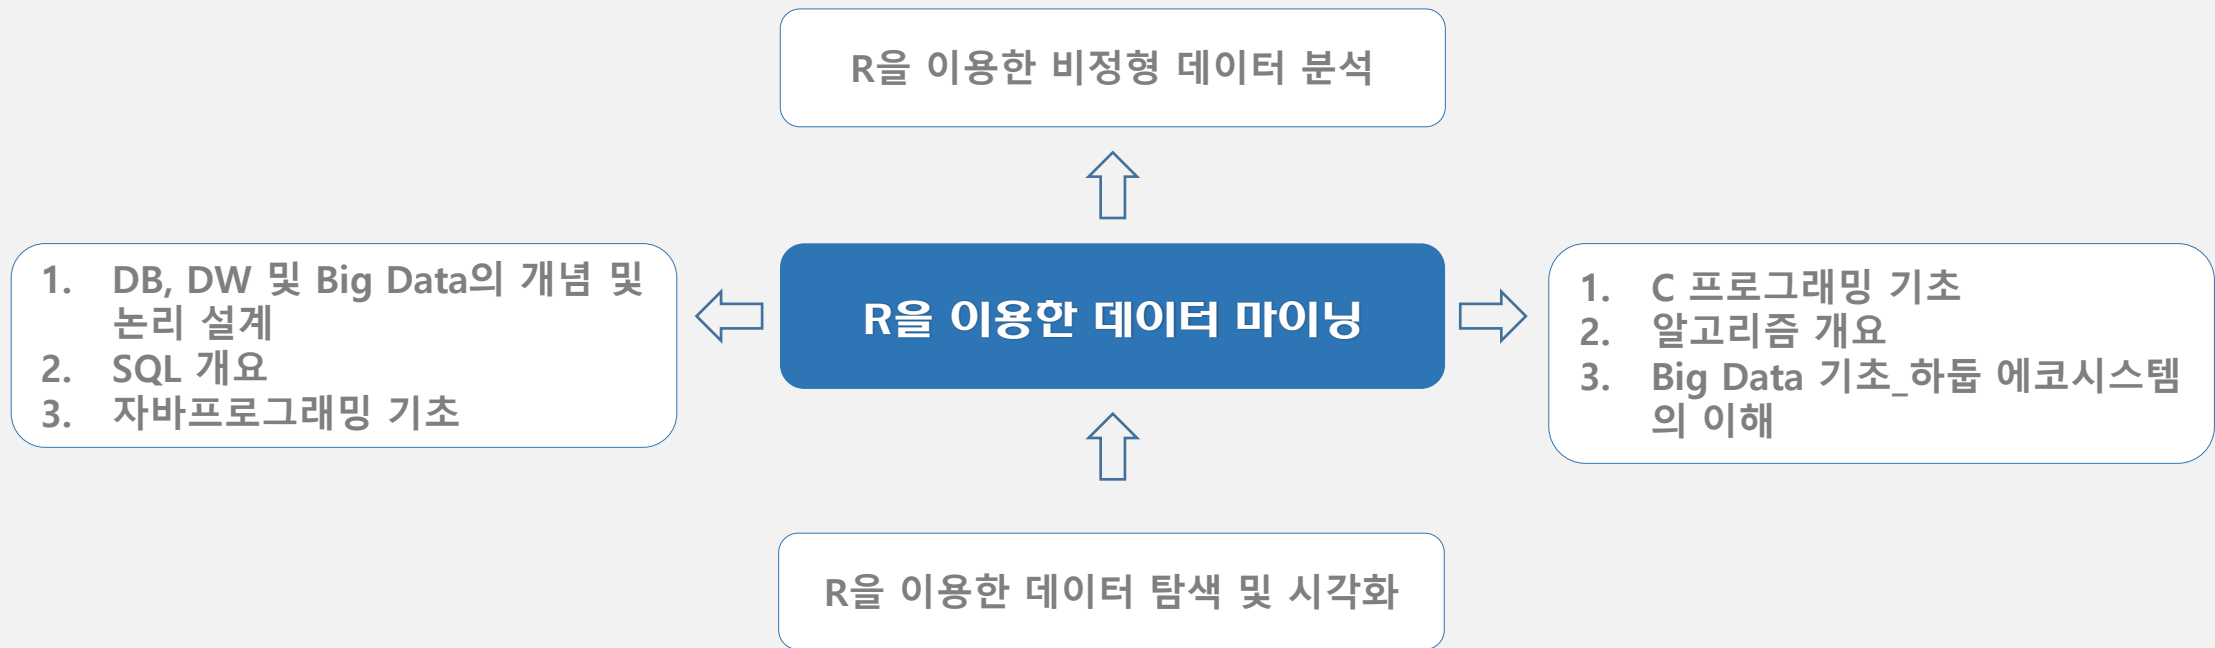 R을 이용한 비정형 데이터 분석
1. DB, DW 및 Big Data의 개념 및
논리 설계
2. SQL 개요
3. 자바프로그래밍 기초
R을 이용한 데이터 마이닝
1. C 프로그래밍 기초
2. 알고리즘 개요
3. Big Data 기초_하둡 에코시스템
의 이해
R을 이용한 데이터 탐색 및 시각화